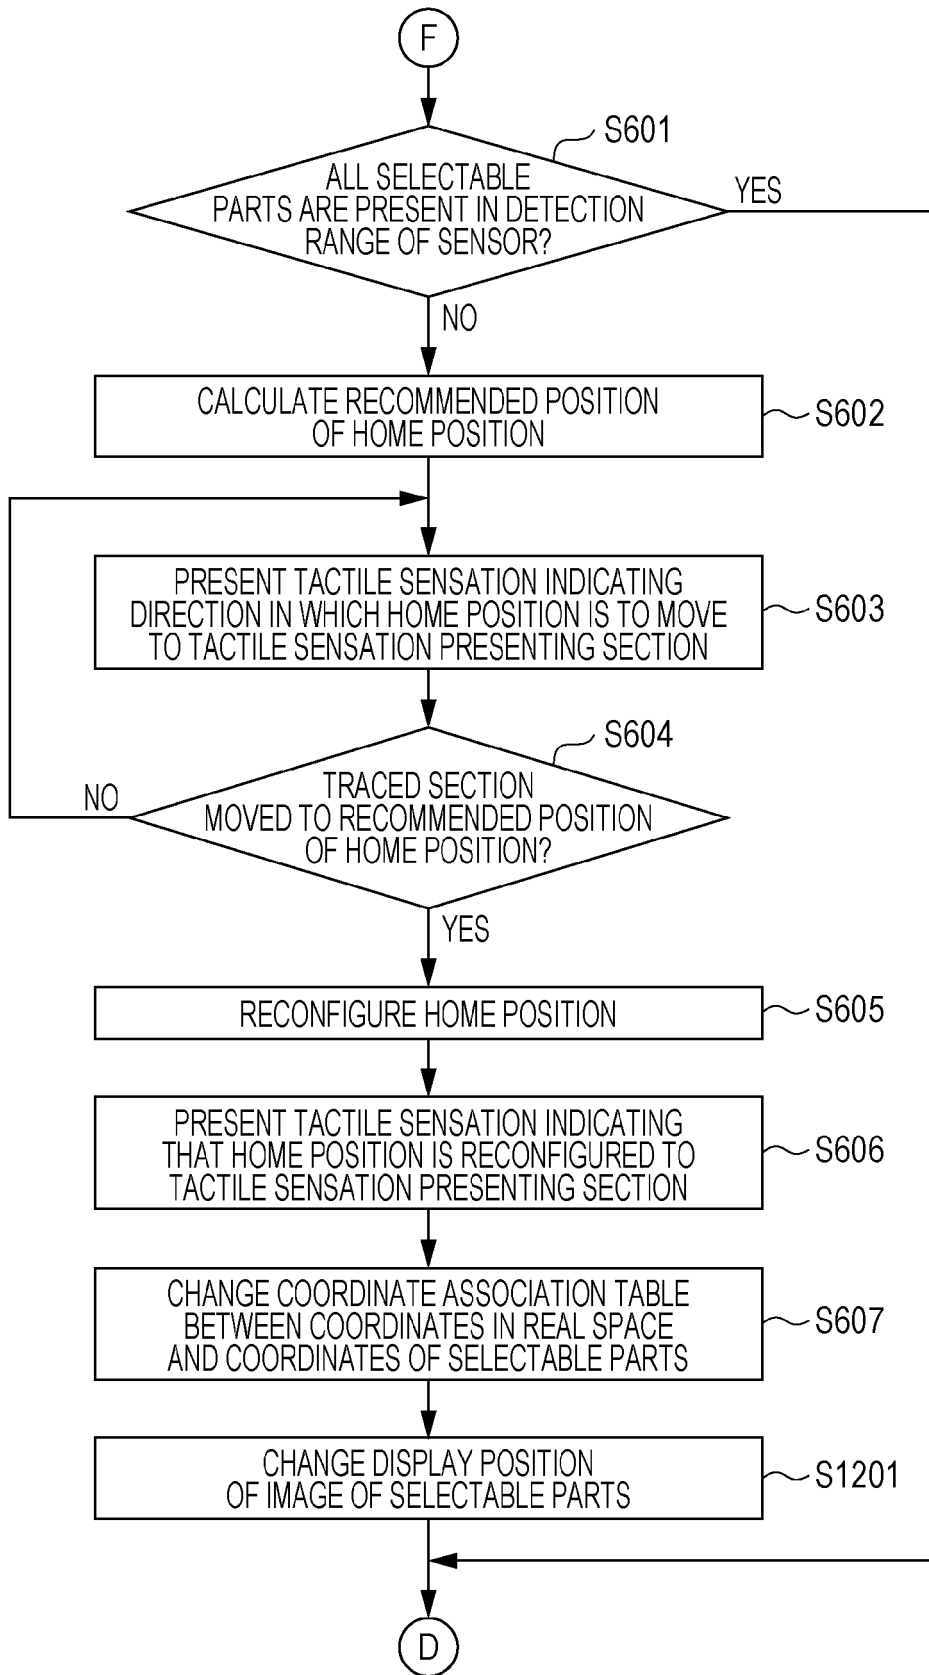 F
S601
ALL SELECTABLE
PARTS ARE PRESENT IN DETECTION
RANGE OF SENSOR?
YES
NO
CALCULATE RECOMMENDED POSITION
OF HOME POSITION
S602
PRESENT TACTILE SENSATION INDICATING
DIRECTION IN WHICH HOME POSITION IS TO MOVE
TO TACTILE SENSATION PRESENTING SECTION
S603
S604
TRACED SECTION
MOVED TO RECOMMENDED POSITION
OF HOME POSITION?
NO
YES
RECONFIGURE HOME POSITION
S605
PRESENT TACTILE SENSATION INDICATING
THAT HOME POSITION IS RECONFIGURED TO
TACTILE SENSATION PRESENTING SECTION
S606
CHANGE COORDINATE ASSOCIATION TABLE
BETWEEN COORDINATES IN REAL SPACE
AND COORDINATES OF SELECTABLE PARTS
S607
CHANGE DISPLAY POSITION
OF IMAGE OF SELECTABLE PARTS
S1201
D